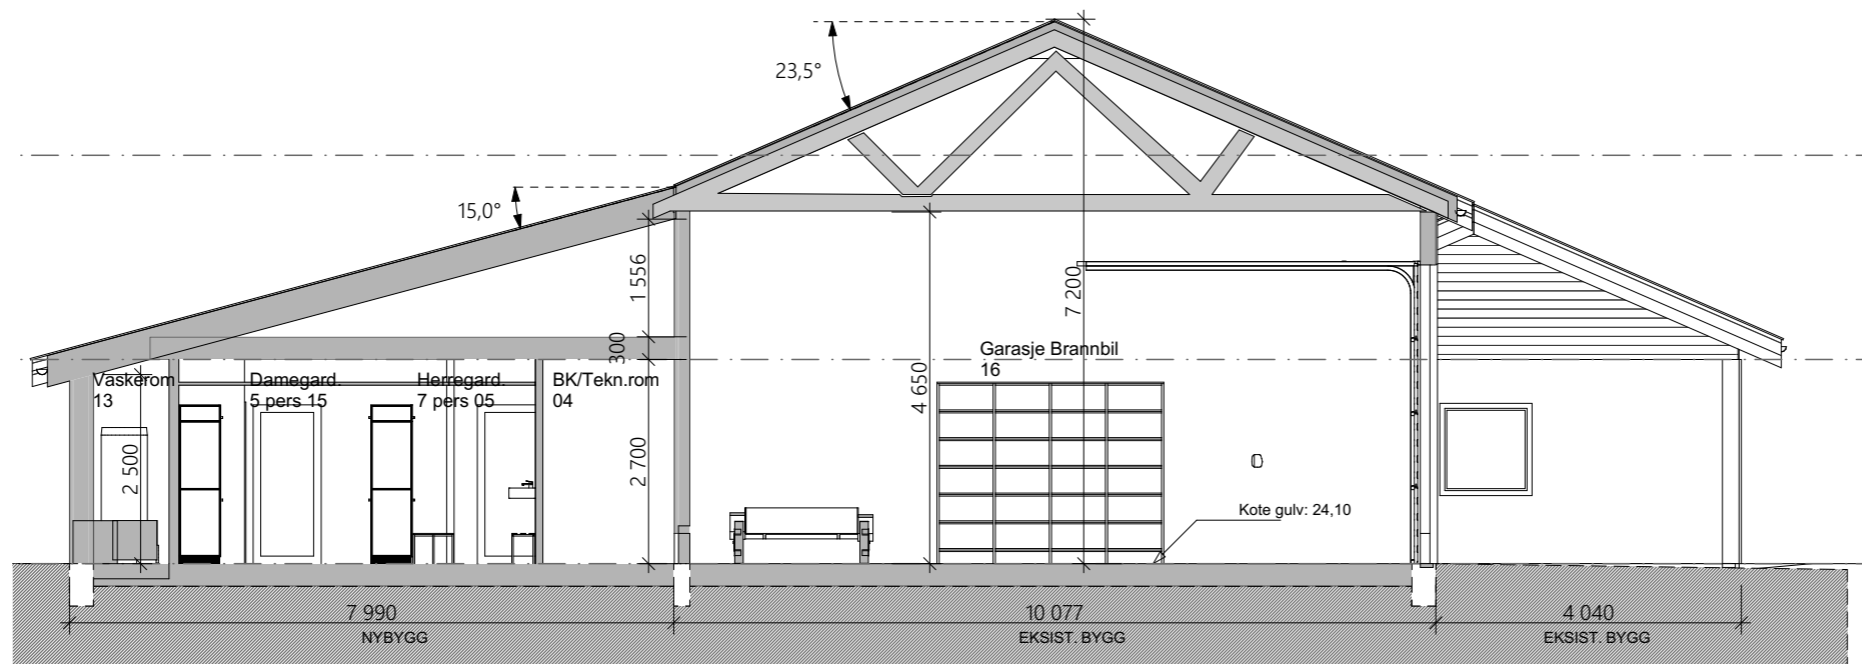 23,5°
15,0°
1 556
7 200
300
Garasje Brannbil
16
Vaskerom
13
Damegard.
5 pers 15
Herregard.
7 pers 05
BK/Tekn.rom
04
4 650
2 500
2 700
Kote gulv: 24,10
7 990
10 077
4 040
NYBYGG
EKSIST. BYGG
EKSIST. BYGG